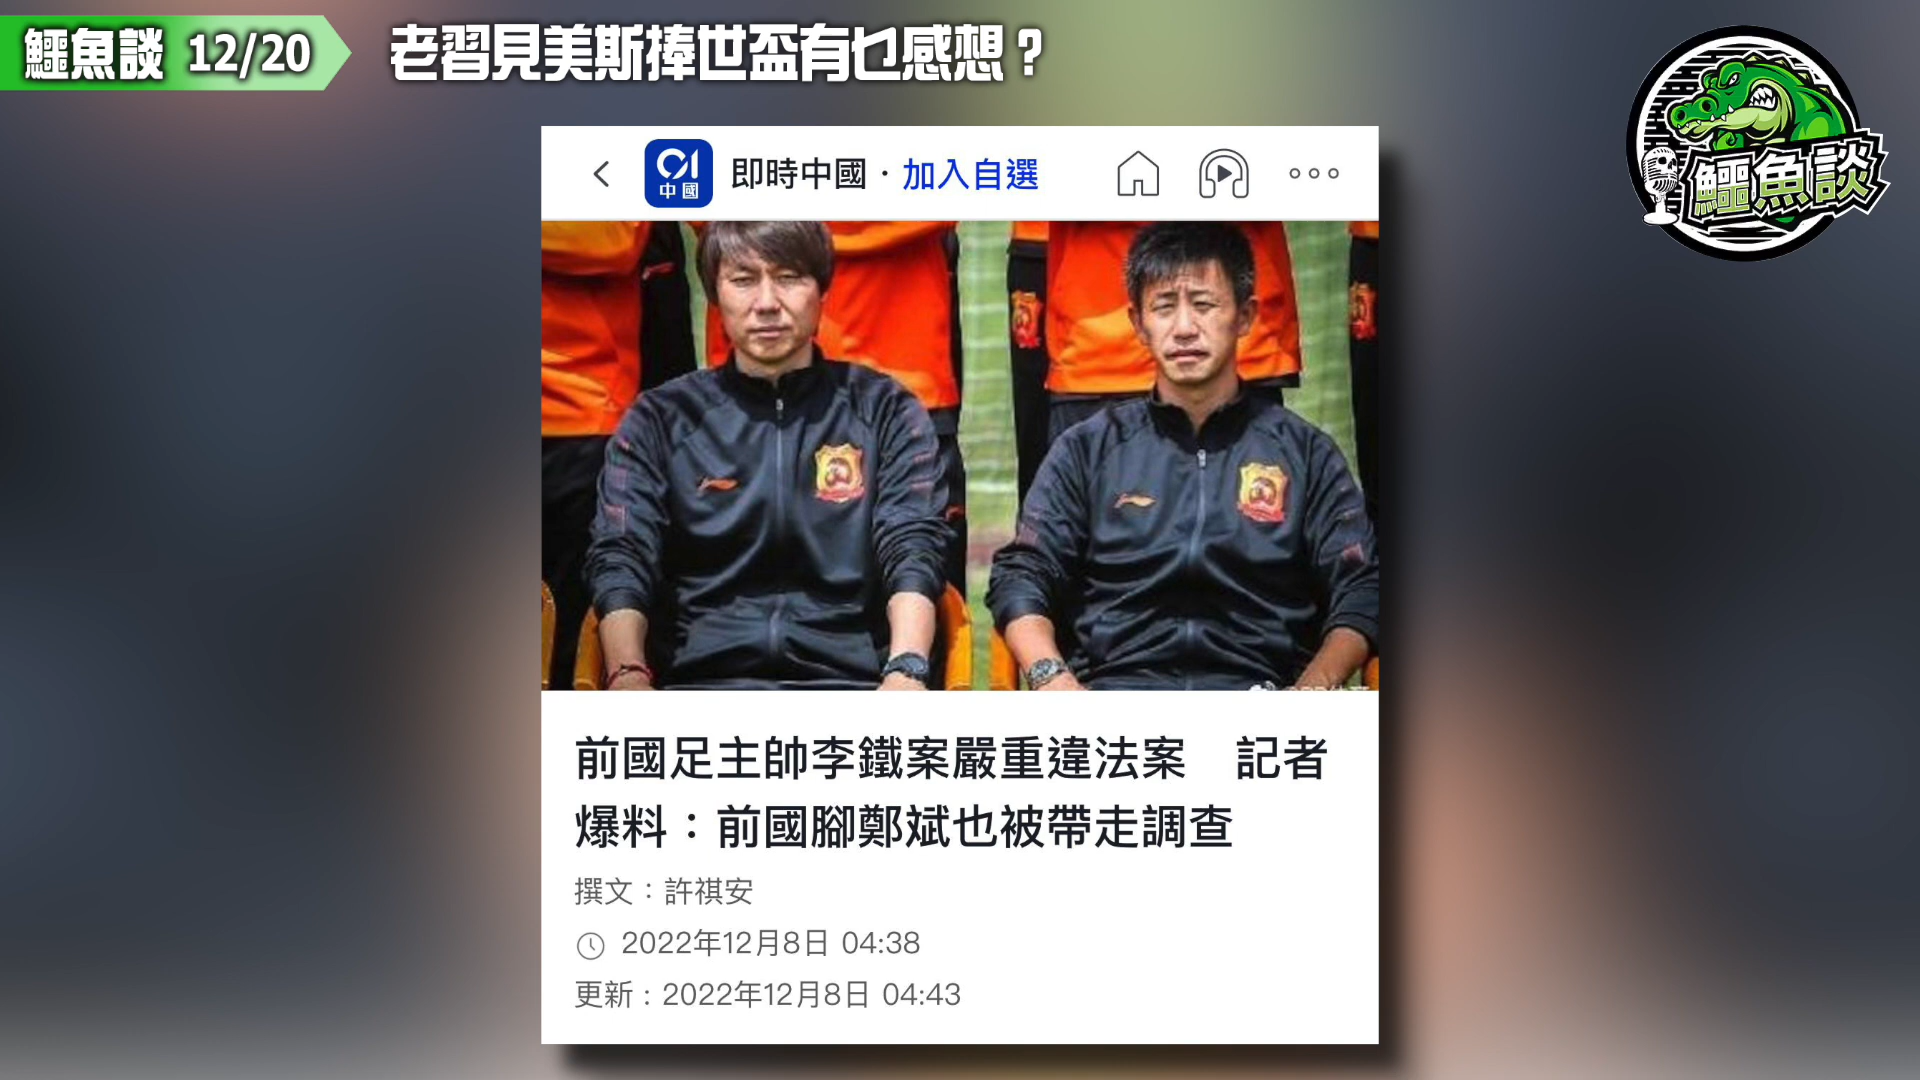 鱷魚談 12/20
老習見美斯捧世盃有乜感想？
鱷魚談
01
中國
即時中國・加入自選
前國足主帥李鐵案嚴重違法案　記者
爆料：前國腳鄭斌也被帶走調查
撰文：許祺安
2022年12月8日 04:38
更新：2022年12月8日 04:43